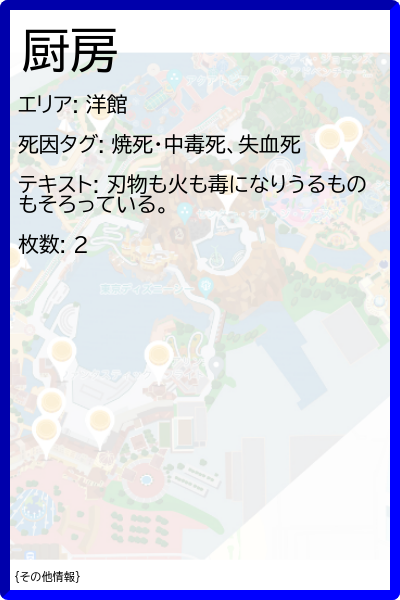 厨房
エリア: 洋館
死因タグ: 焼死・中毒死、失血死
テキスト: 刃物も火も毒になりうるもの
もそろっている。
枚数: 2
{その他情報}